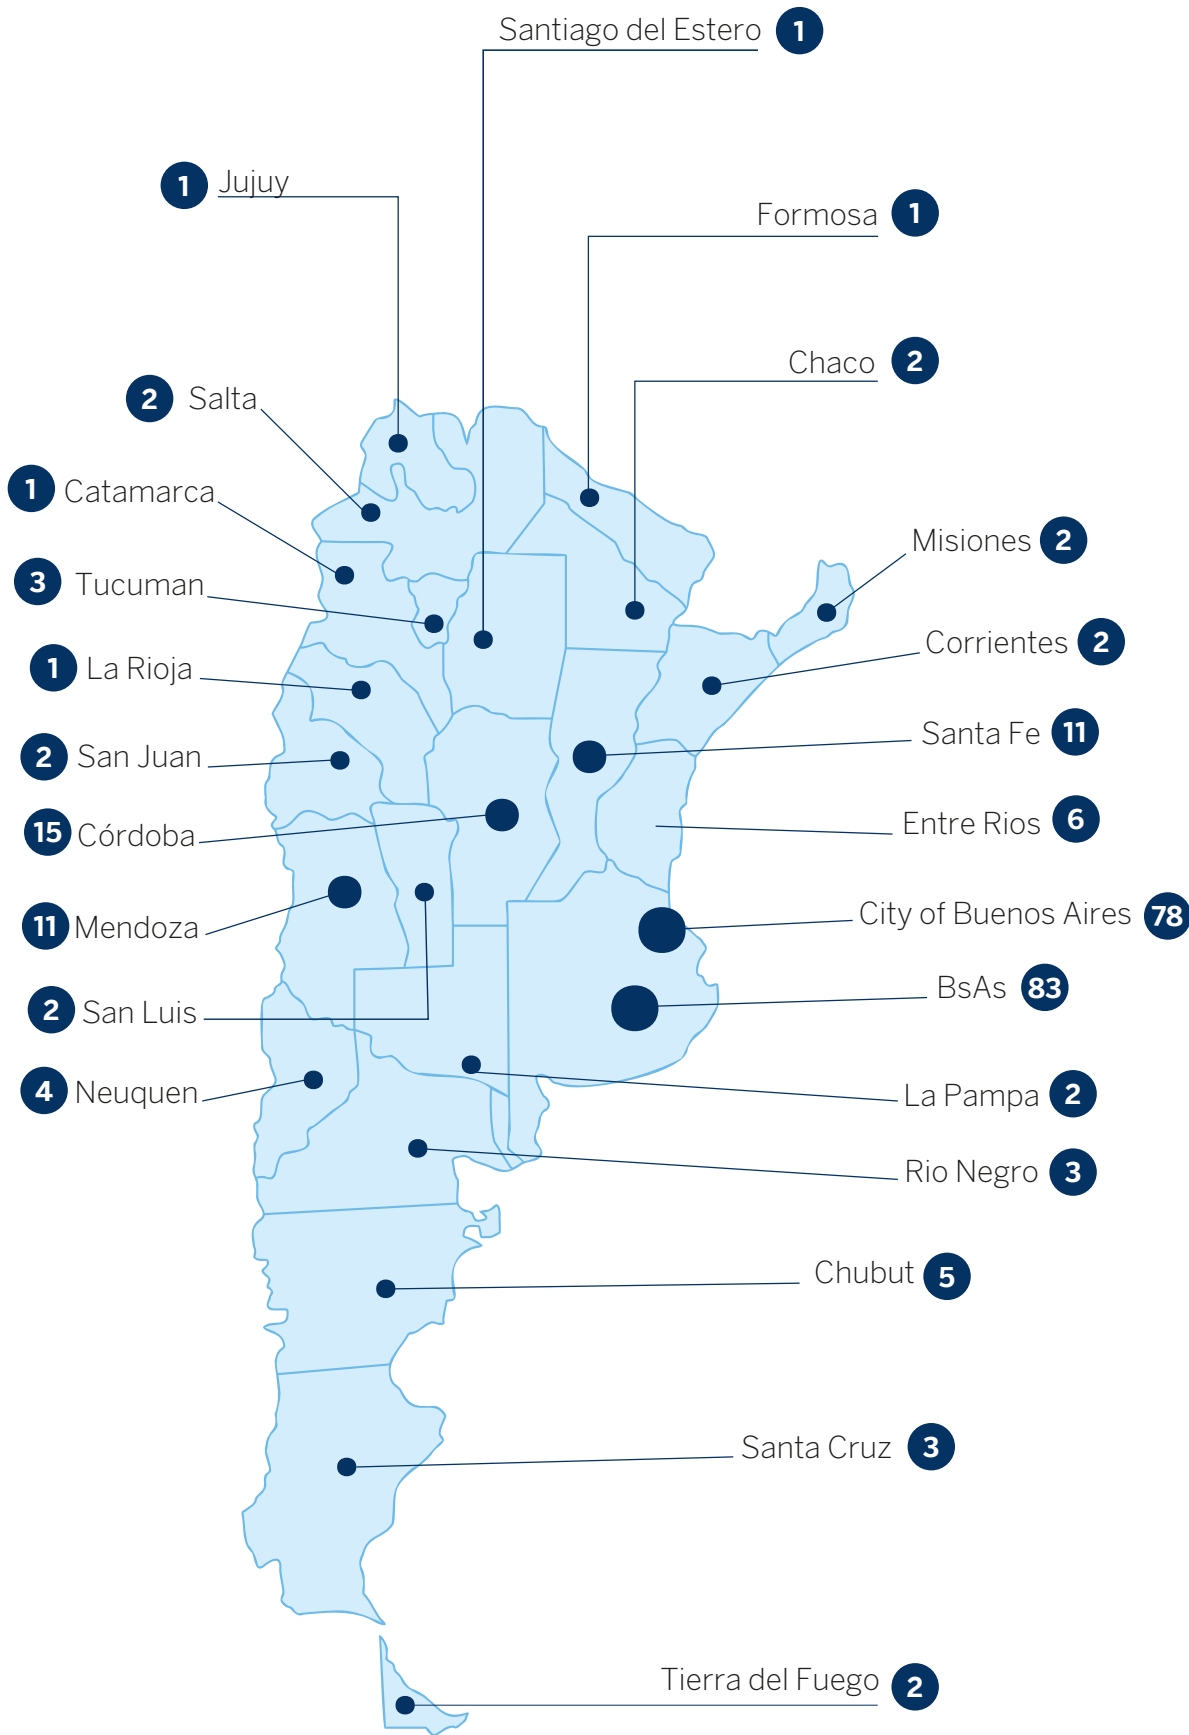 Santiago del Estero 1
1 Jujuy
Formosa 1
Chaco 2
2 Salta
1 Catamarca
Misiones 2
3 Tucuman
Corrientes 2
1 La Rioja
Santa Fe 11
2 San Juan
Entre Rios 6
15 Córdoba
City of Buenos Aires 78
11 Mendoza
BsAs 83
2 San Luis
4 Neuquen
La Pampa 2
Rio Negro 3
Chubut 5
Santa Cruz 3
Tierra del Fuego 2